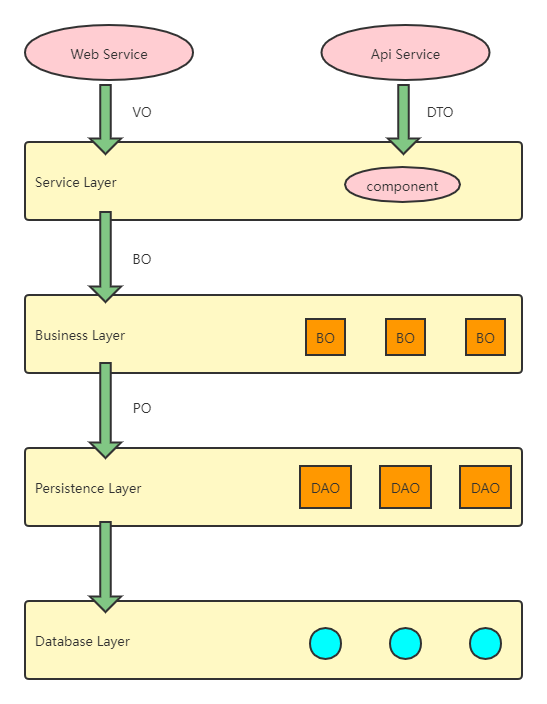 Web Service
Api Service
VO
DTO
Service Layer
component
BO
Business Layer
BO
BO
BO
PO
Persistence Layer
DAO
DAO
DAO
Database Layer